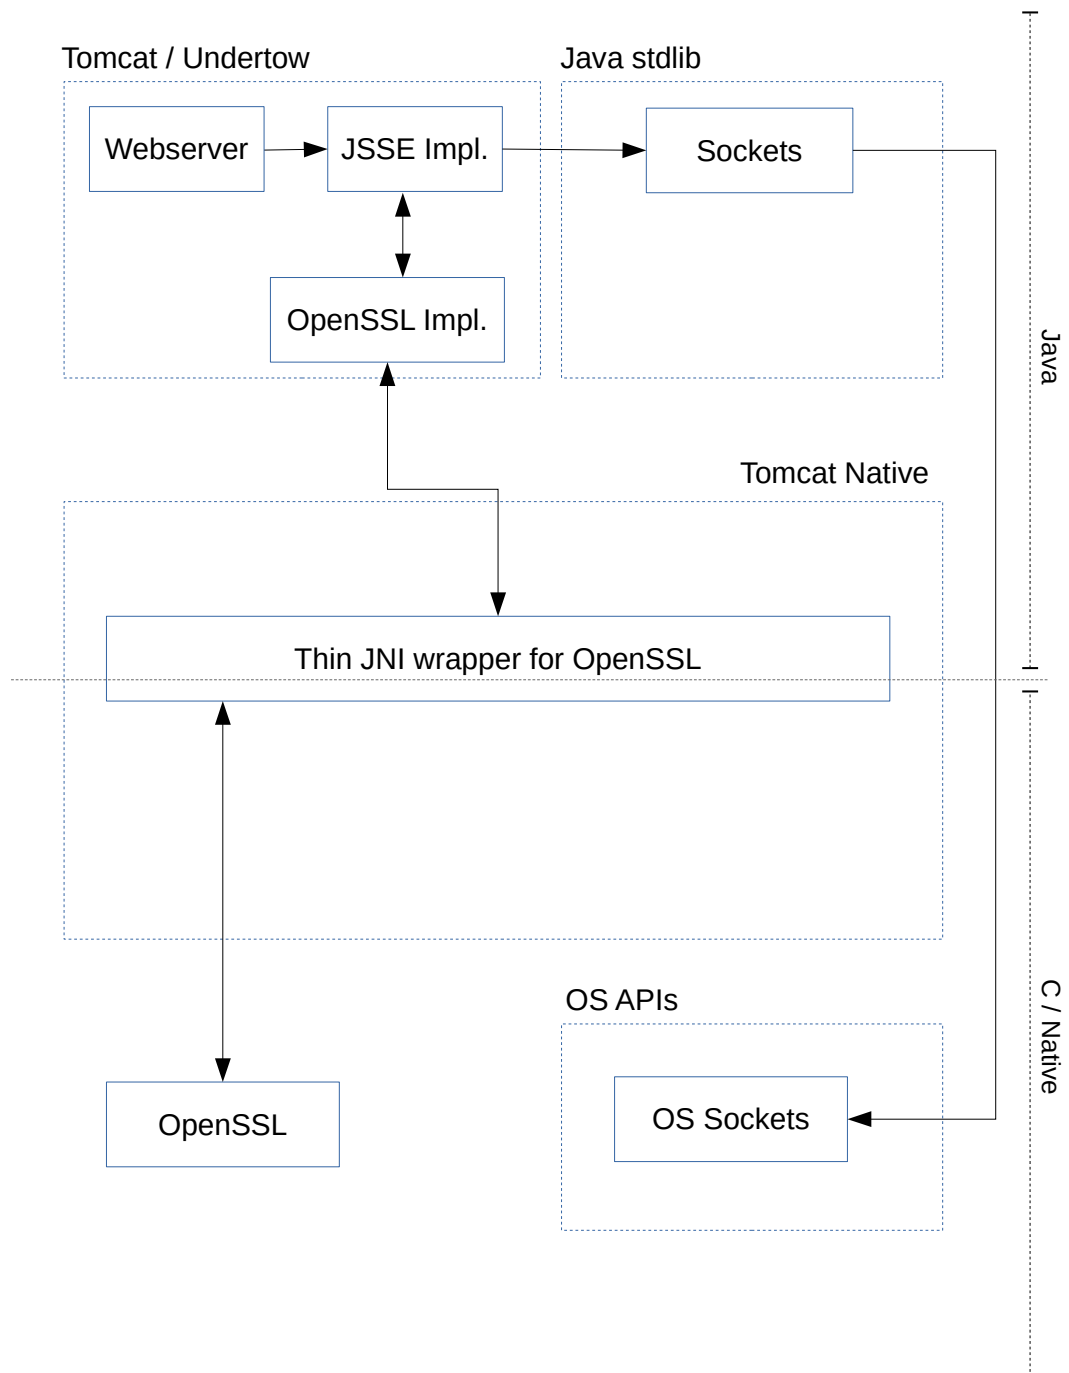 Tomcat / Undertow
Java stdlib
Webserver
JSSE Impl.
Sockets
OpenSSL Impl.
Java
Tomcat Native
Thin JNI wrapper for OpenSSL
C / Native
OS APIs
OpenSSL
OS Sockets